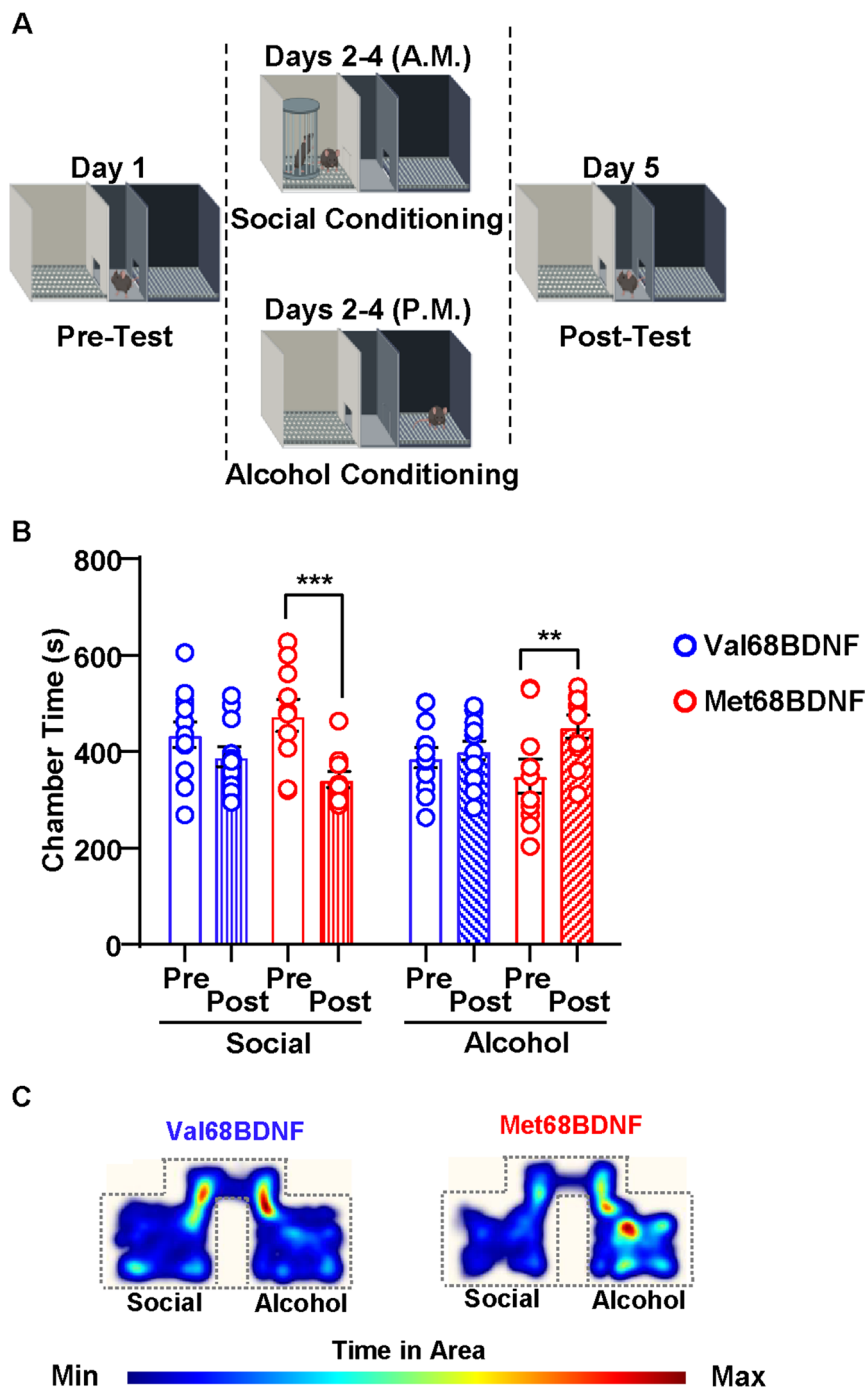 A
Days 2-4 (A.M.)
Day 1
Day 5
Social Conditioning
Pre-Test
Days 2-4 (P.M.)
Post-Test
Alcohol Conditioning
B
800
600
400
200
0
Chamber Time (s)
***
**
Val68BDNF
Met68BDNF
Pre
Post
Pre
Post
Pre
Post
Pre
Post
Social
Alcohol
C
Val68BDNF
Met68BDNF
Social
Alcohol
Social
Alcohol
Time in Area
Min
Max